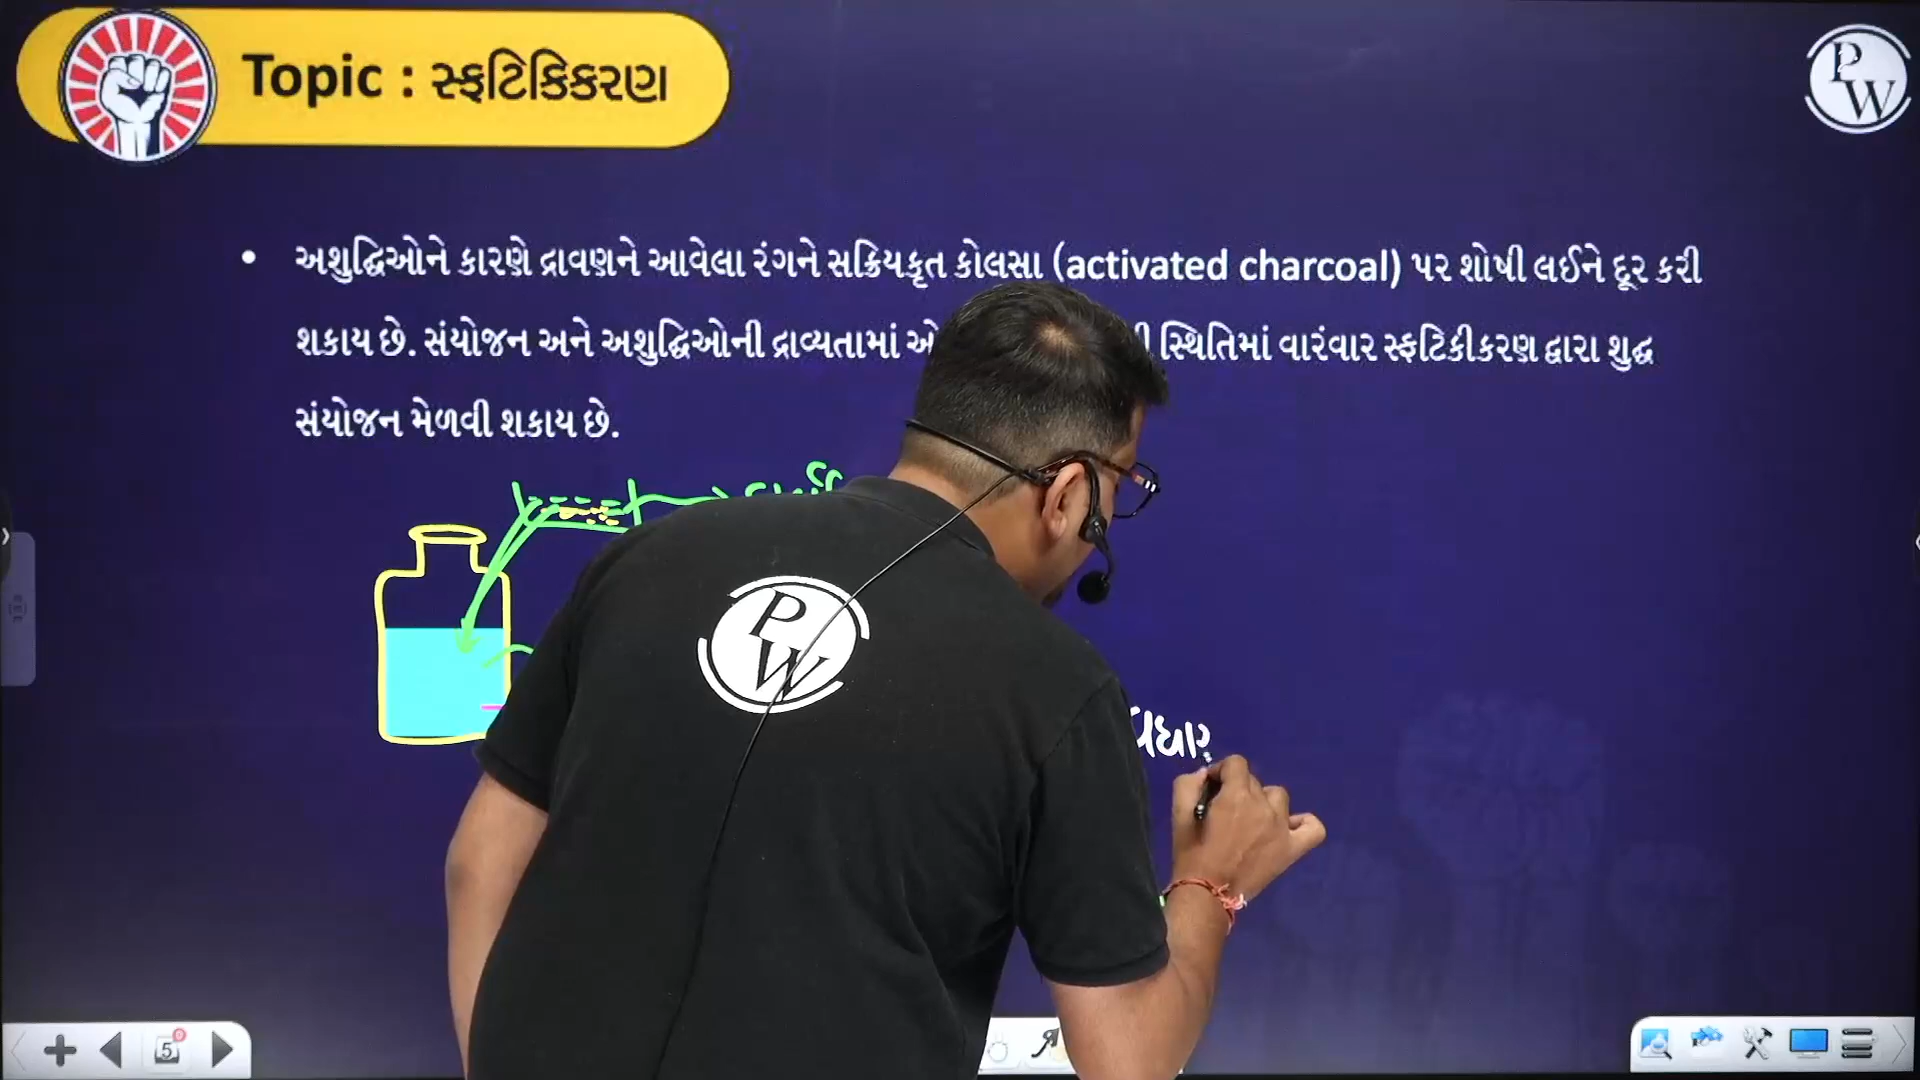 Topic : સ્ફટિકિકરણ
PW
• અશુદ્ધિઓને કારણે દ્રાવણને આવેલા રંગને સક્રિયકૃત કોલસા (activated charcoal) પર શોષી લઈને દૂર કરી
શકાય છે. સંયોજન અને અશુદ્ધિઓની દ્રાવ્યતામાં સ્થિતિમાં વારંવાર સ્ફટિકીકરણ દ્વારા શુદ્ધ
સંયોજન મેળવી શકાય છે.
PW
5